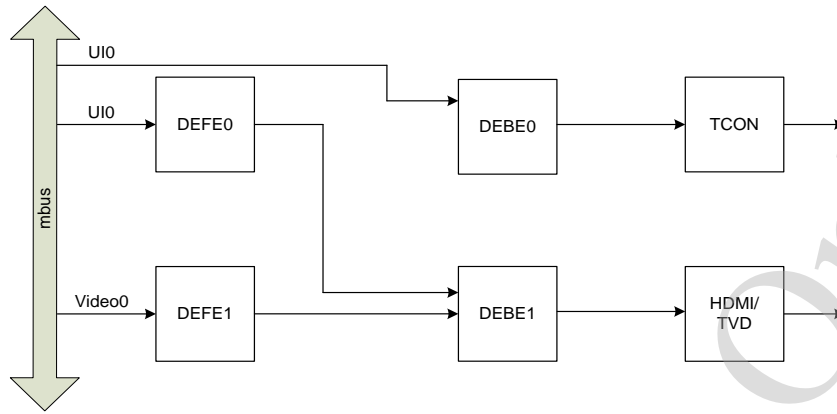 UI0
UI0
DEFE0
DEBE0
TCON
mbus
Video0
DEFE1
DEBE1
HDMI/
TVD